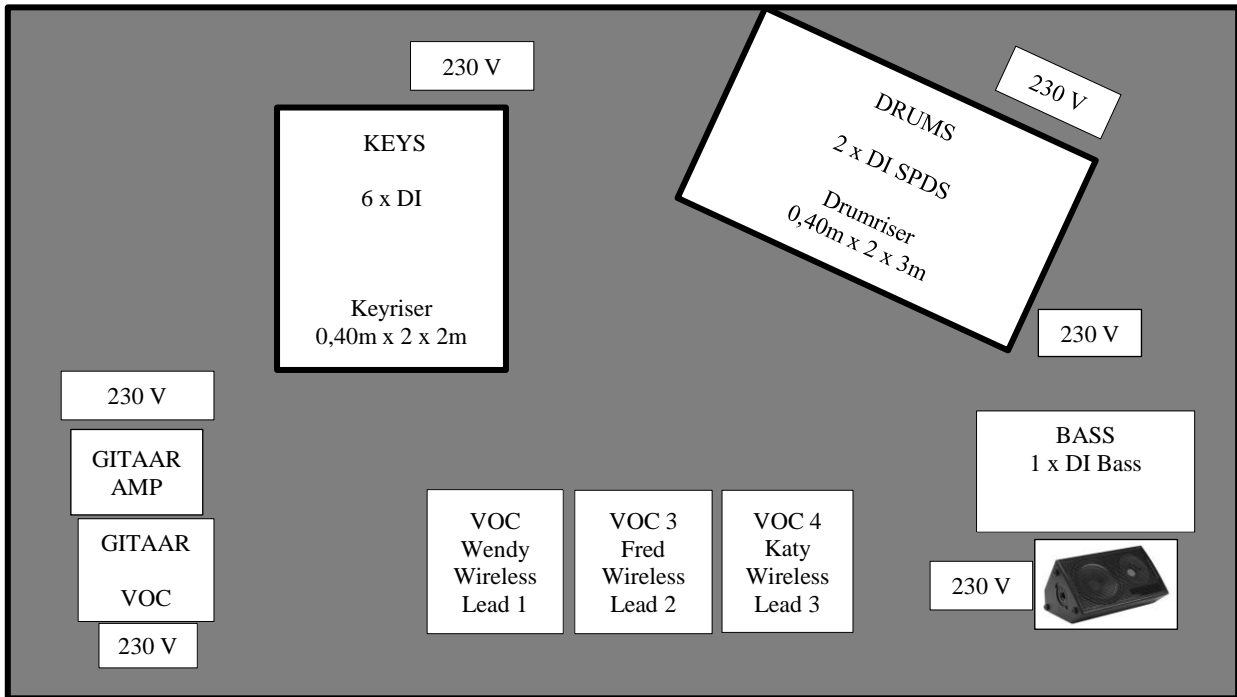 230 V
KEYS
6 x DI
Keyriser
0,40m x 2 x 2m
230 V
DRUMS
2 x DI SPDS
Drumriser
0,40m x 2 x 3m
230 V
230 V
GITAAR
AMP
GITAAR
VOC
230 V
VOC
Wendy
Wireless
Lead 1
VOC 3
Fred
Wireless
Lead 2
VOC 4
Katy
Wireless
Lead 3
BASS
1 x DI Bass
230 V